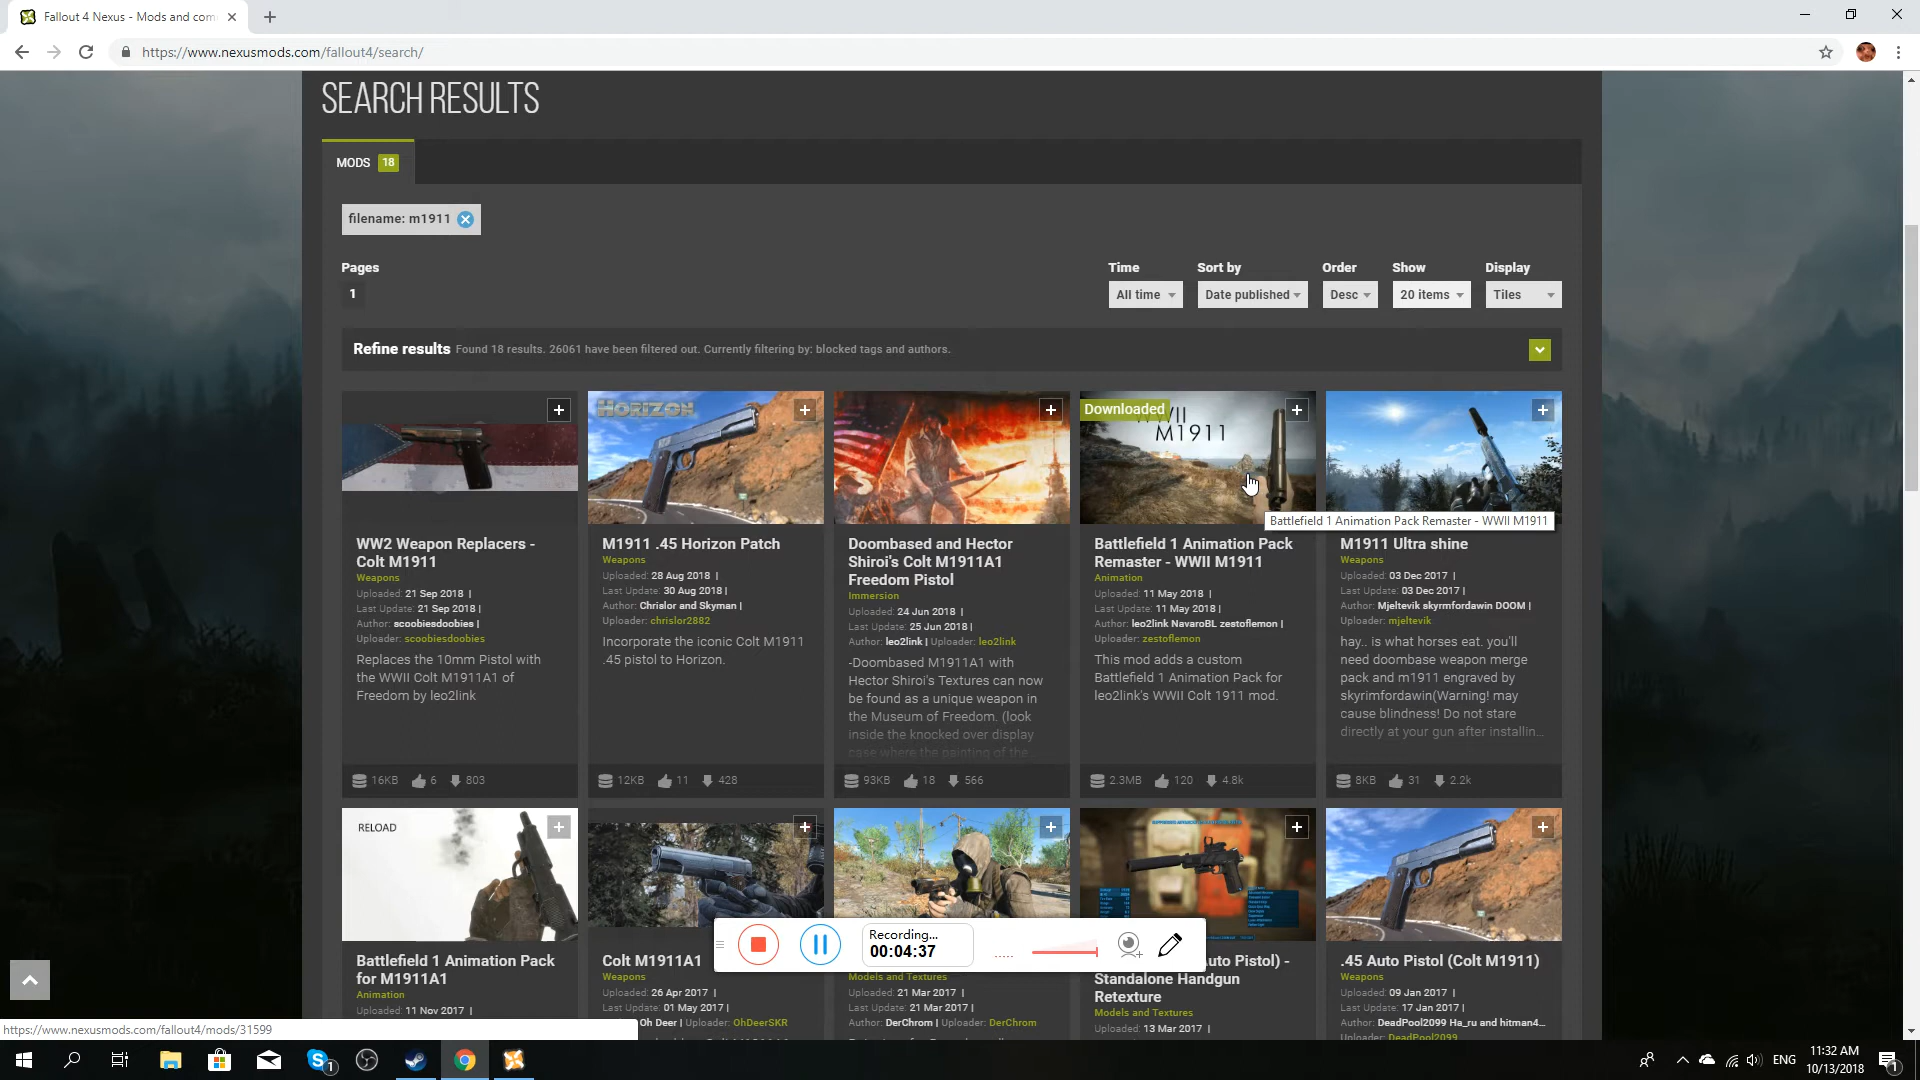 Fallout 4 Nexus - Mods and com
https://www.nexusmods.com/fallout4/search/
SEARCH RESULTS
MODS 18
filename: m1911
Pages
1
Time Sort by Order Show Display
All time Date published Desc 20 items Tiles
Refine results Found 18 results. 26061 have been filtered out. Currently filtering by: blocked tags and authors.
WW2 Weapon Replacers -
Colt M1911
Weapons
Uploaded: 21 Sep 2018 |
Last Update: 21 Sep 2018 |
Author: scoobiesdoobies |
Uploader: scoobiesdoobies
Replaces the 10mm Pistol with
the WWII Colt M1911A1 of
Freedom by leo2link
16KB 6 803
HORIZON
M1911 .45 Horizon Patch
Weapons
Uploaded: 28 Aug 2018 |
Last Update: 30 Aug 2018 |
Author: Chrislor and Skyman |
Uploader: chrislor2882
Incorporate the iconic Colt M1911
.45 pistol to Horizon.
12KB 11 428
Doombased and Hector
Shiroi's Colt M1911A1
Freedom Pistol
Immersion
Uploaded: 24 Jun 2018 |
Last Update: 25 Jun 2018 |
Author: leo2link | Uploader: leo2link
-Doombased M1911A1 with
Hector Shiroi's Textures can now
be found as a unique weapon in
the Museum of Freedom. (look
inside the knocked over display
case where the painting of the ...
93KB 18 566
Downloaded
WWII
M1911
Battlefield 1 Animation Pack Remaster - WWII M1911
Battlefield 1 Animation Pack
Remaster - WWII M1911
Animation
Uploaded: 11 May 2018 |
Last Update: 11 May 2018 |
Author: leo2link NavaroBL zestoflemon |
Uploader: zestoflemon
This mod adds a custom
Battlefield 1 Animation Pack for
leo2link's WWII Colt 1911 mod.
2.3MB 120 4.8k
M1911 Ultra shine
Weapons
Uploaded: 03 Dec 2017 |
Last Update: 03 Dec 2017 |
Author: Mjeltevik skyrmfordawin DOOM |
Uploader: mjeltevik
hay.. is what horses eat. you'll
need doombase weapon merge
pack and m1911 engraved by
skyrimfordawin(Warning! may
cause blindness! Do not stare
directly at your gun after installin...
8KB 31 2.2k
RELOAD
Battlefield 1 Animation Pack
for M1911A1
Animation
Uploaded: 11 Nov 2017 |
Colt M1911A1
Weapons
Uploaded: 26 Apr 2017 |
Last Update: 01 May 2017 |
Oh Deer | Uploader: OhDeerSKR
Models and Textures
Uploaded: 21 Mar 2017 |
Last Update: 21 Mar 2017 |
Author: DerChrom | Uploader: DerChrom
uto Pistol) -
Standalone Handgun
Retexture
Models and Textures
Uploaded: 13 Mar 2017 |
.45 Auto Pistol (Colt M1911)
Weapons
Uploaded: 09 Jan 2017 |
Last Update: 17 Jan 2017 |
Author: DeadPool2099 Ha_ru and hitman4...
Uploader: DeadPool2099
Recording...
00:04:37
https://www.nexusmods.com/fallout4/mods/31599
1
ENG
11:32 AM
10/13/2018
1